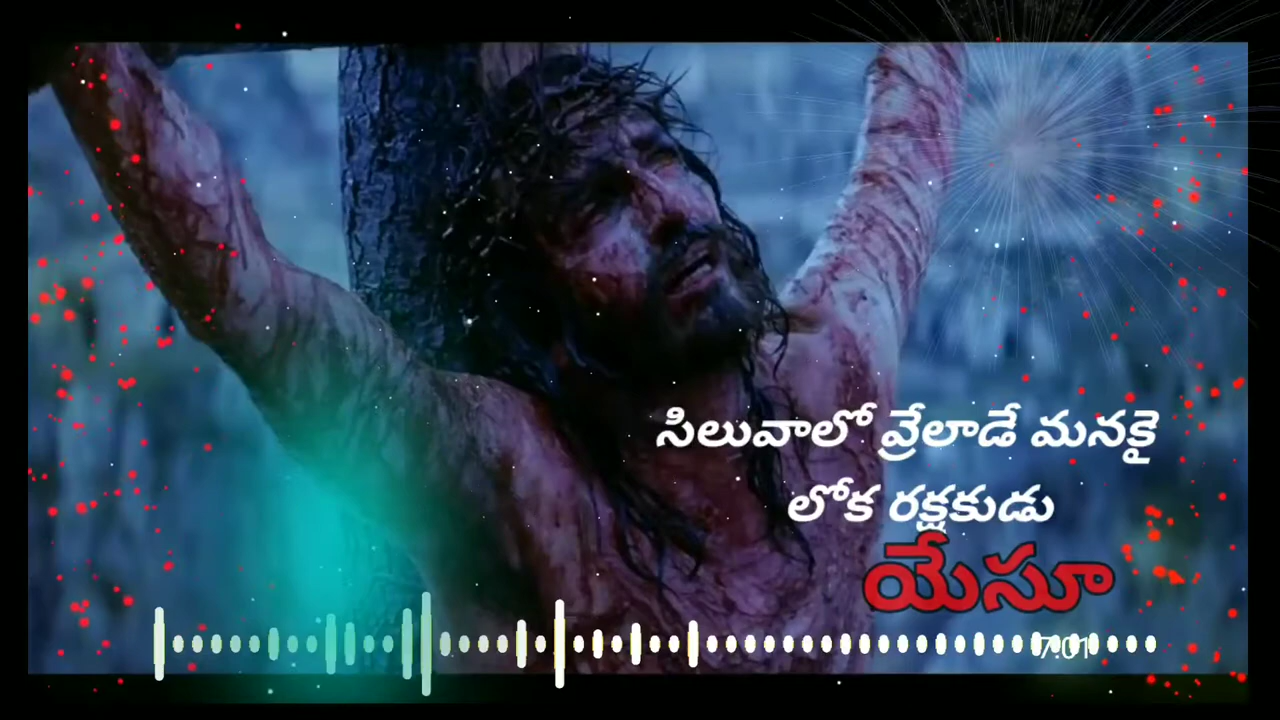 సిలువాలో వ్రేలాడే మనకై
లోక రక్షకుడు
యేసూ